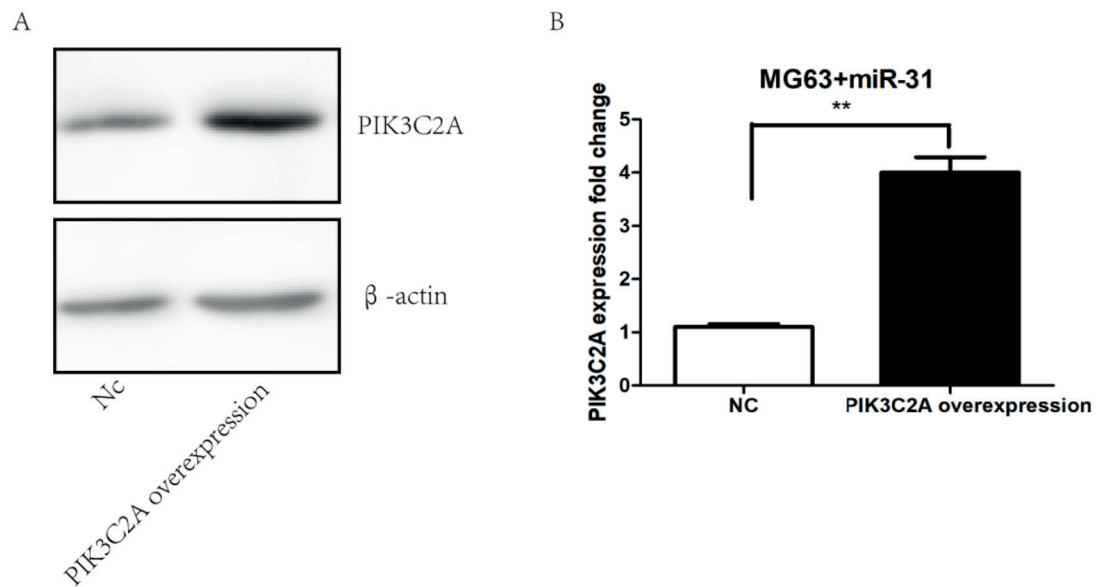 A
PIK3C2A
β -actin
Nc
PIK3C2A overexpression
B
MG63+miR-31
**
PIK3C2A expression fold change
5
4
3
2
1
0
NC
PIK3C2A overexpression